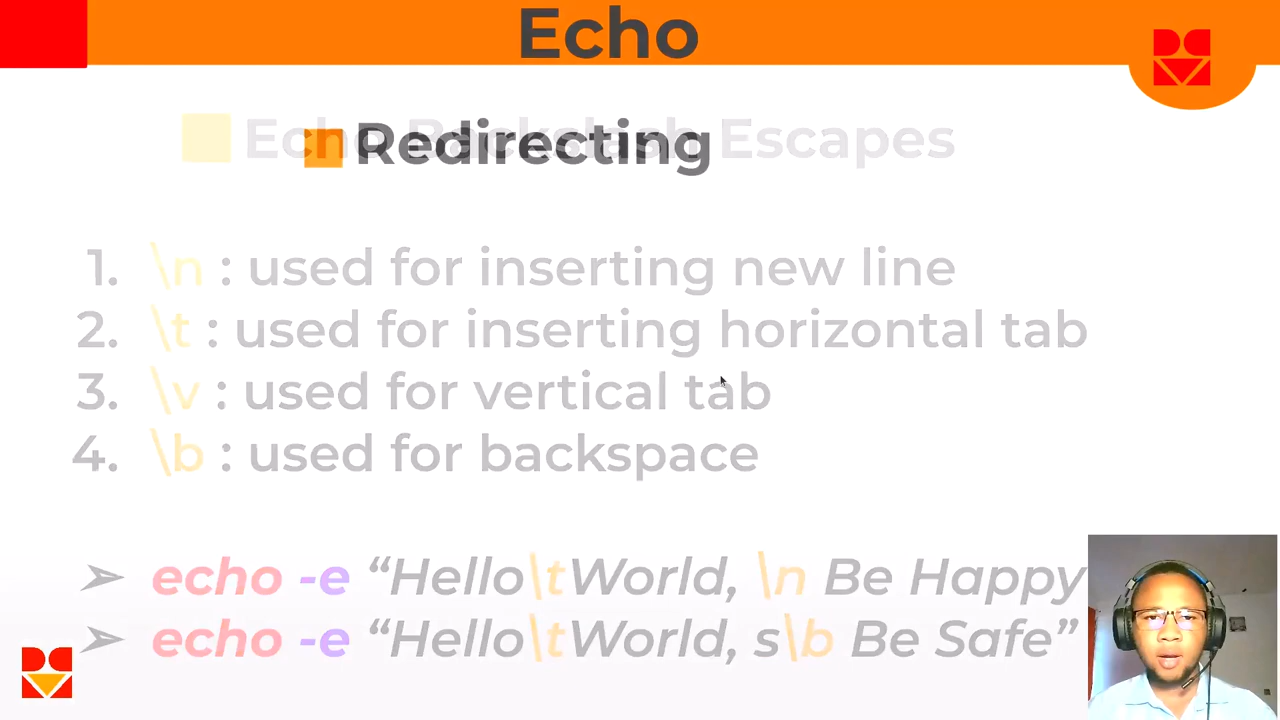 Echo
Echo Backslash Escapes
Redirecting
1. \n : used for inserting new line
2. \t : used for inserting horizontal tab
3. \v : used for vertical tab
4. \b : used for backspace
➢ echo -e “Hello\tWorld, \n Be Happy
➢ echo -e “Hello\tWorld, s\b Be Safe”